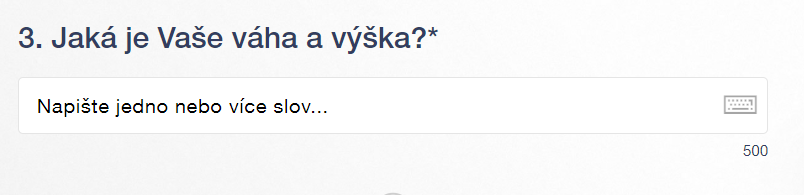 3. Jaká je Vaše váha a výška?*
Napište jedno nebo více slov...
500